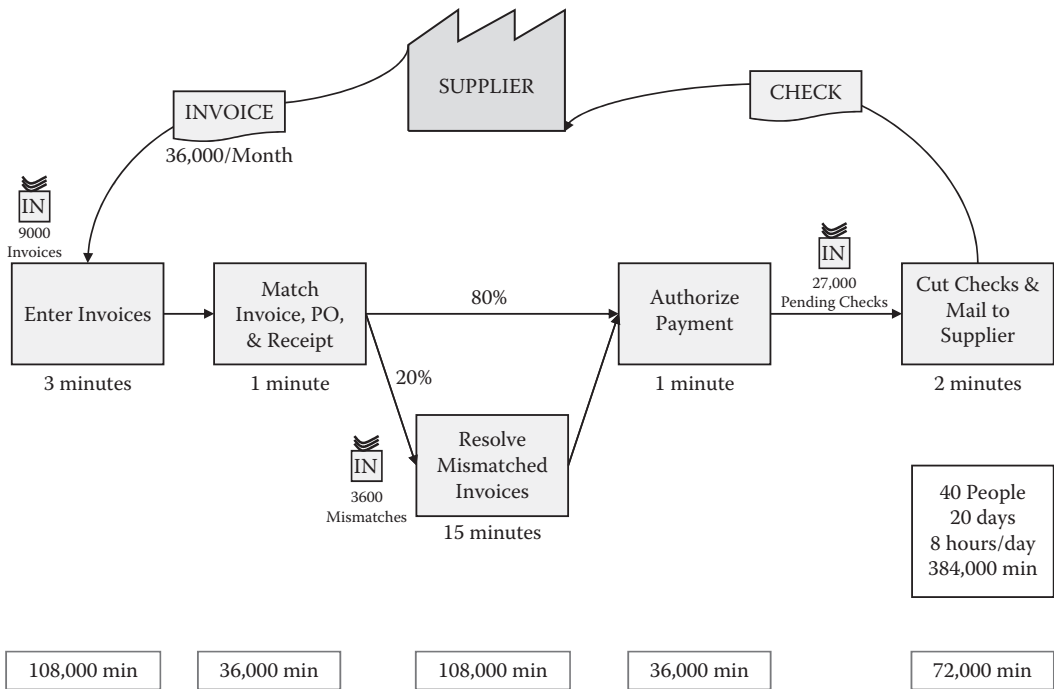 SUPPLIER
INVOICE
36,000/Month
CHECK
IN
9000
Invoices
Enter Invoices
3 minutes
Match
Invoice, PO,
& Receipt
1 minute
80%
20%
IN
3600
Mismatches
Resolve
Mismatched
Invoices
15 minutes
Authorize
Payment
1 minute
IN
27,000
Pending Checks
Cut Checks &
Mail to
Supplier
2 minutes
40 People
20 days
8 hours/day
384,000 min
108,000 min
36,000 min
108,000 min
36,000 min
72,000 min